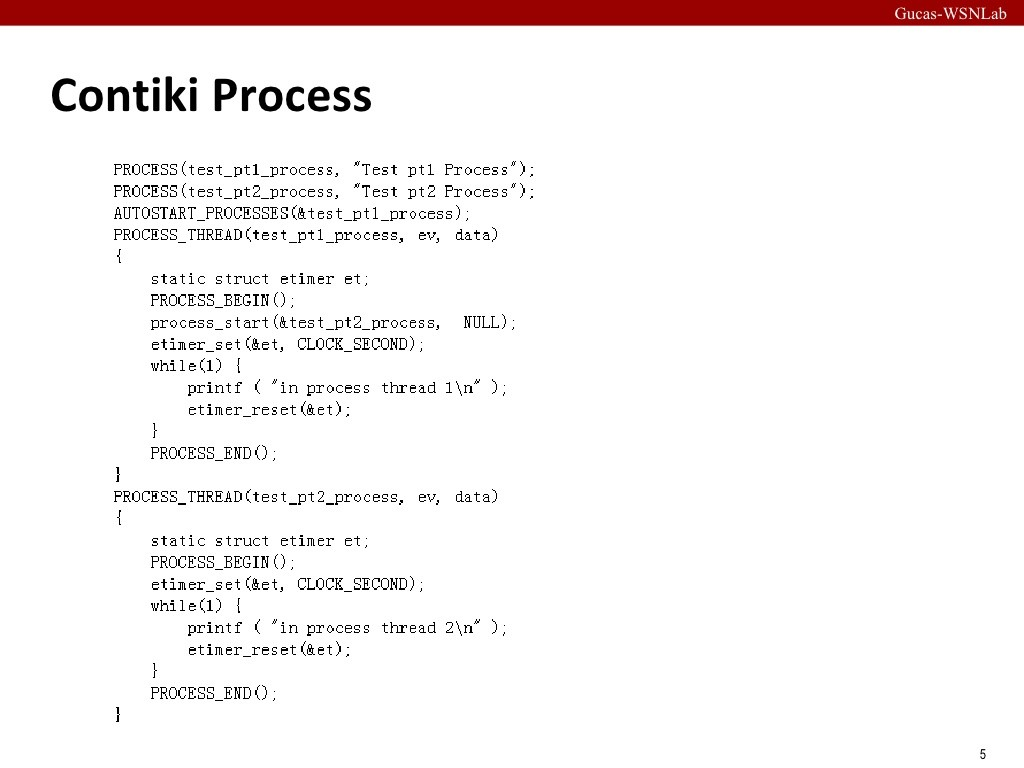 Gucas-WSNLab
Contiki Process
PROCESS(test_pt1_process, "Test pt1 Process");
PROCESS(test_pt2_process, "Test pt2 Process");
AUTOSTART_PROCESSES(&test_pt1_process);
PROCESS_THREAD(test_pt1_process, ev, data)
{
    static struct etimer et;
    PROCESS_BEGIN();
    process_start(&test_pt2_process,  NULL);
    etimer_set(&et, CLOCK_SECOND);
    while(1) {
        printf ( "in process thread 1\n" );
        etimer_reset(&et);
    }
    PROCESS_END();
}
PROCESS_THREAD(test_pt2_process, ev, data)
{
    static struct etimer et;
    PROCESS_BEGIN();
    etimer_set(&et, CLOCK_SECOND);
    while(1) {
        printf ( "in process thread 2\n" );
        etimer_reset(&et);
    }
    PROCESS_END();
}
5